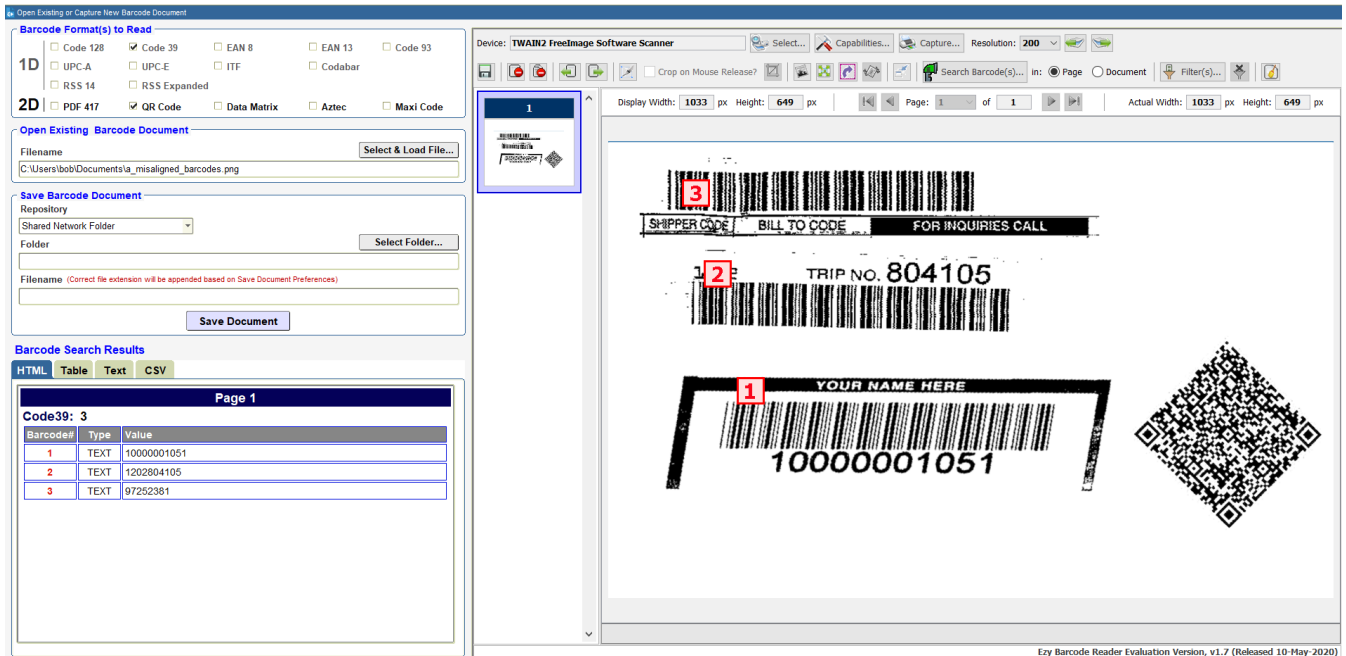 Open Existing or Capture New Barcode Document
Barcode Format(s) to Read
1D
Code 128 Code 39 EAN 8 EAN 13 Code 93
UPC-A UPC-E ITF Codabar
RSS 14 RSS Expanded
2D PDF 417 QR Code Data Matrix Aztec Maxi Code
Open Existing Barcode Document
Filename Select & Load File...
C:\Users\bob\Documents\a_misaligned_barcodes.png
Save Barcode Document
Repository
Shared Network Folder
Folder Select Folder...
Filename (Correct file extension will be appended based on Save Document Preferences)
Save Document
Barcode Search Results
HTML Table Text CSV
Page 1
Code39: 3
Barcode# Type Value
1 TEXT 10000001051
2 TEXT 1202804105
3 TEXT 97252381
Device: TWAIN2 FreeImage Software Scanner Select... Capabilities... Capture... Resolution: 200
Crop on Mouse Release? Search Barcode(s)... in: Page Document Filter(s)...
1
Display Width: 1033 px Height: 649 px Page: 1 of 1 Actual Width: 1033 px Height: 649 px
3
SHIPPER CODE BILL TO CODE FOR INQUIRIES CALL
2 TRIP NO. 804105
1 YOUR NAME HERE
10000001051
Ezy Barcode Reader Evaluation Version, v1.7 (Released 10-May-2020)